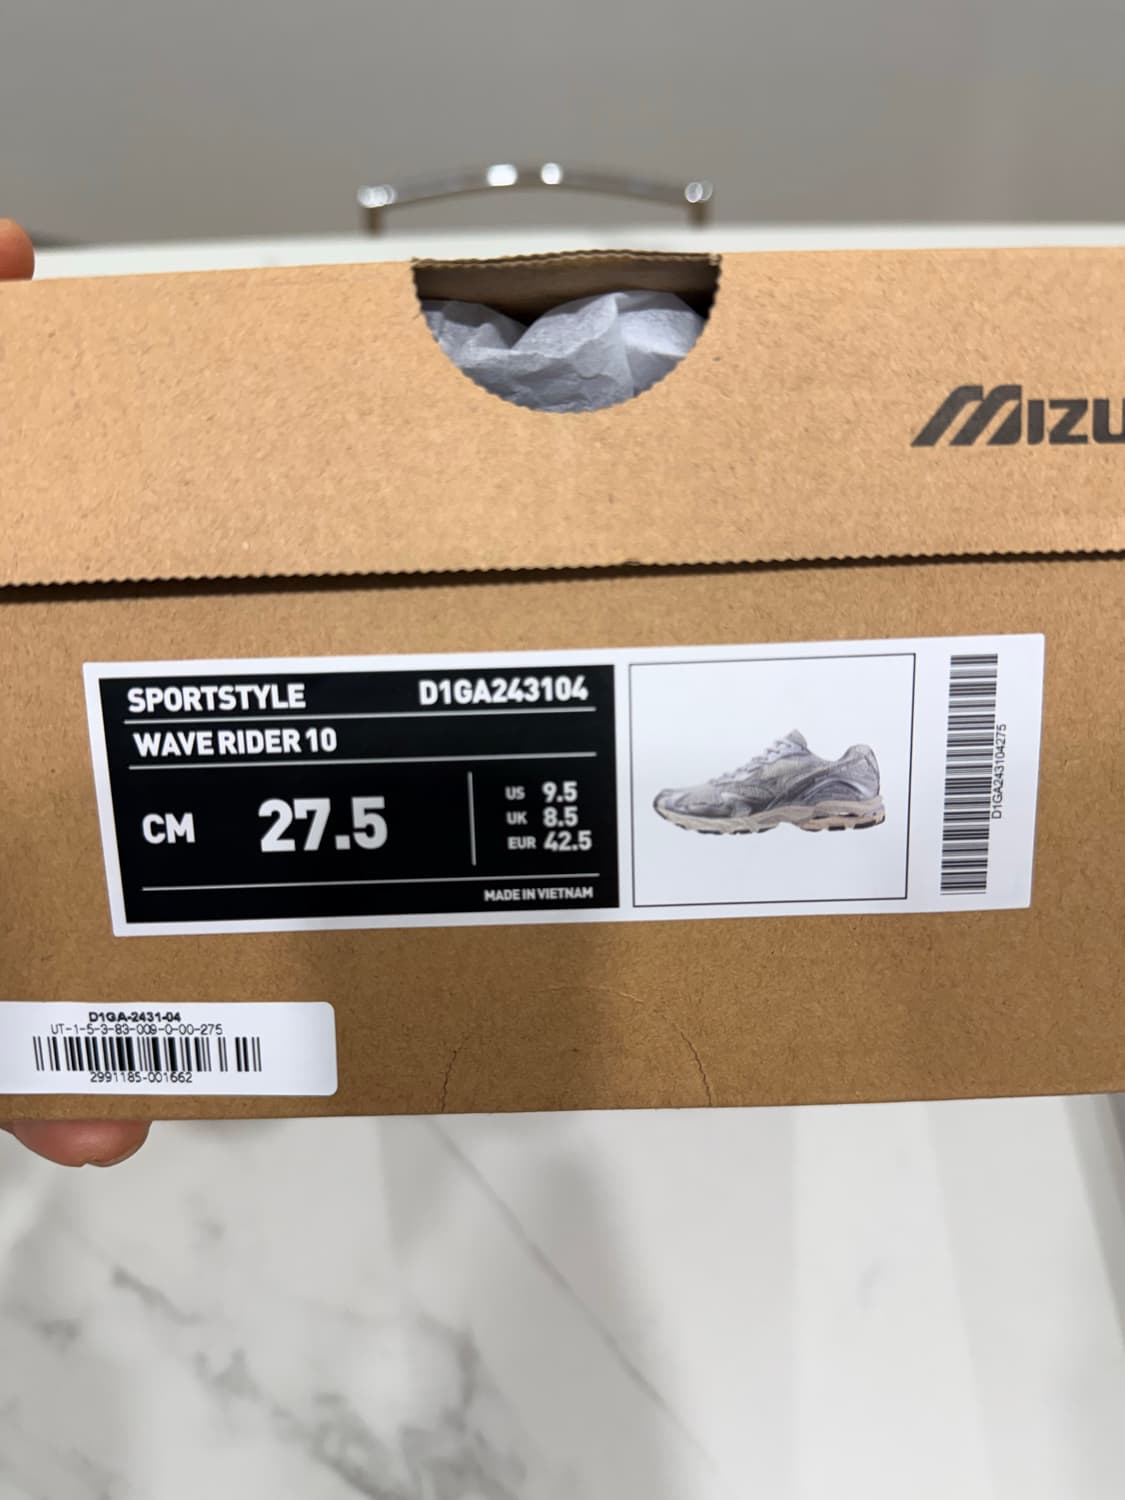 MIZU
SPORTSTYLE D1GA243104
WAVE RIDER 10
CM 27.5
US 9.5
UK 8.5
EUR 42.5
MADE IN VIETNAM
D1GA243104275
D1GA-2431-04
UT-1-5-3-83-009-0-00-275
2991185-001662